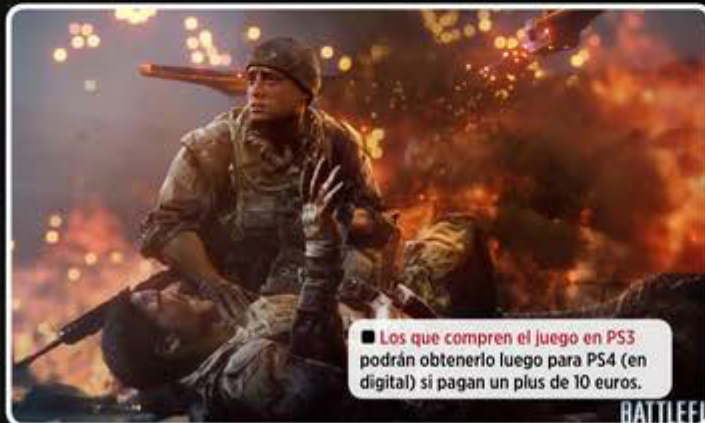 ■ Los que compren el juego en PS3
podrán obtenerlo luego para PS4 (en
digital) si pagan un plus de 10 euros.
BATTLEFI